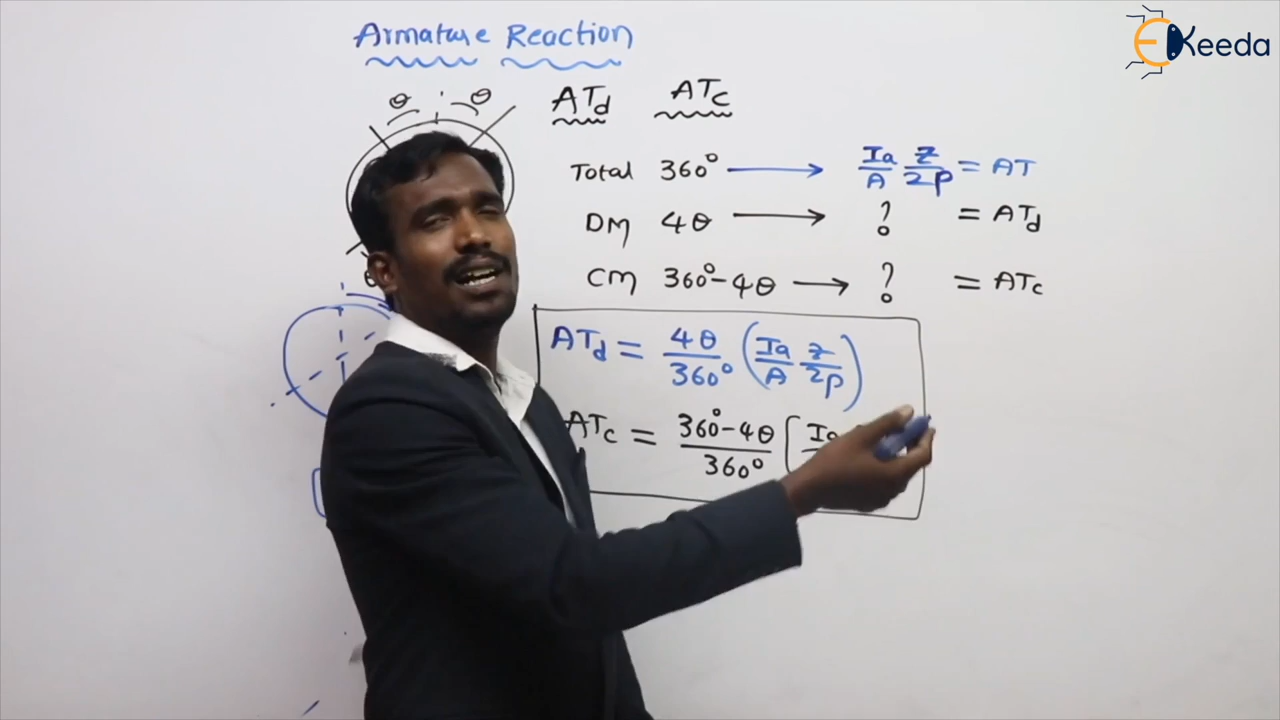 Armature Reaction
EKeeda
θ θ
ATd ATc
Total 360° → Ia/A Z/2p = AT
DM 4θ → ? = ATd
CM 360°-4θ → ? = ATc
ATd = 4θ/360° (Ia/A Z/2p)
ATc = 360°-4θ/360° [Ia